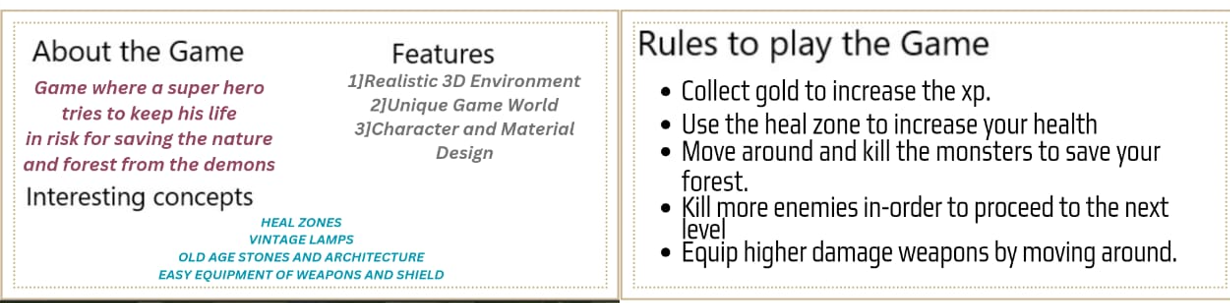 About the Game
Game where a super hero
tries to keep his life
in risk for saving the nature
and forest from the demons
Features
1]Realistic 3D Environment
2]Unique Game World
3]Character and Material
Design
Interesting concepts
HEAL ZONES
VINTAGE LAMPS
OLD AGE STONES AND ARCHITECTURE
EASY EQUIPMENT OF WEAPONS AND SHIELD
Rules to play the Game
• Collect gold to increase the xp.
• Use the heal zone to increase your health
• Move around and kill the monsters to save your
forest.
• Kill more enemies in-order to proceed to the next
level
• Equip higher damage weapons by moving around.